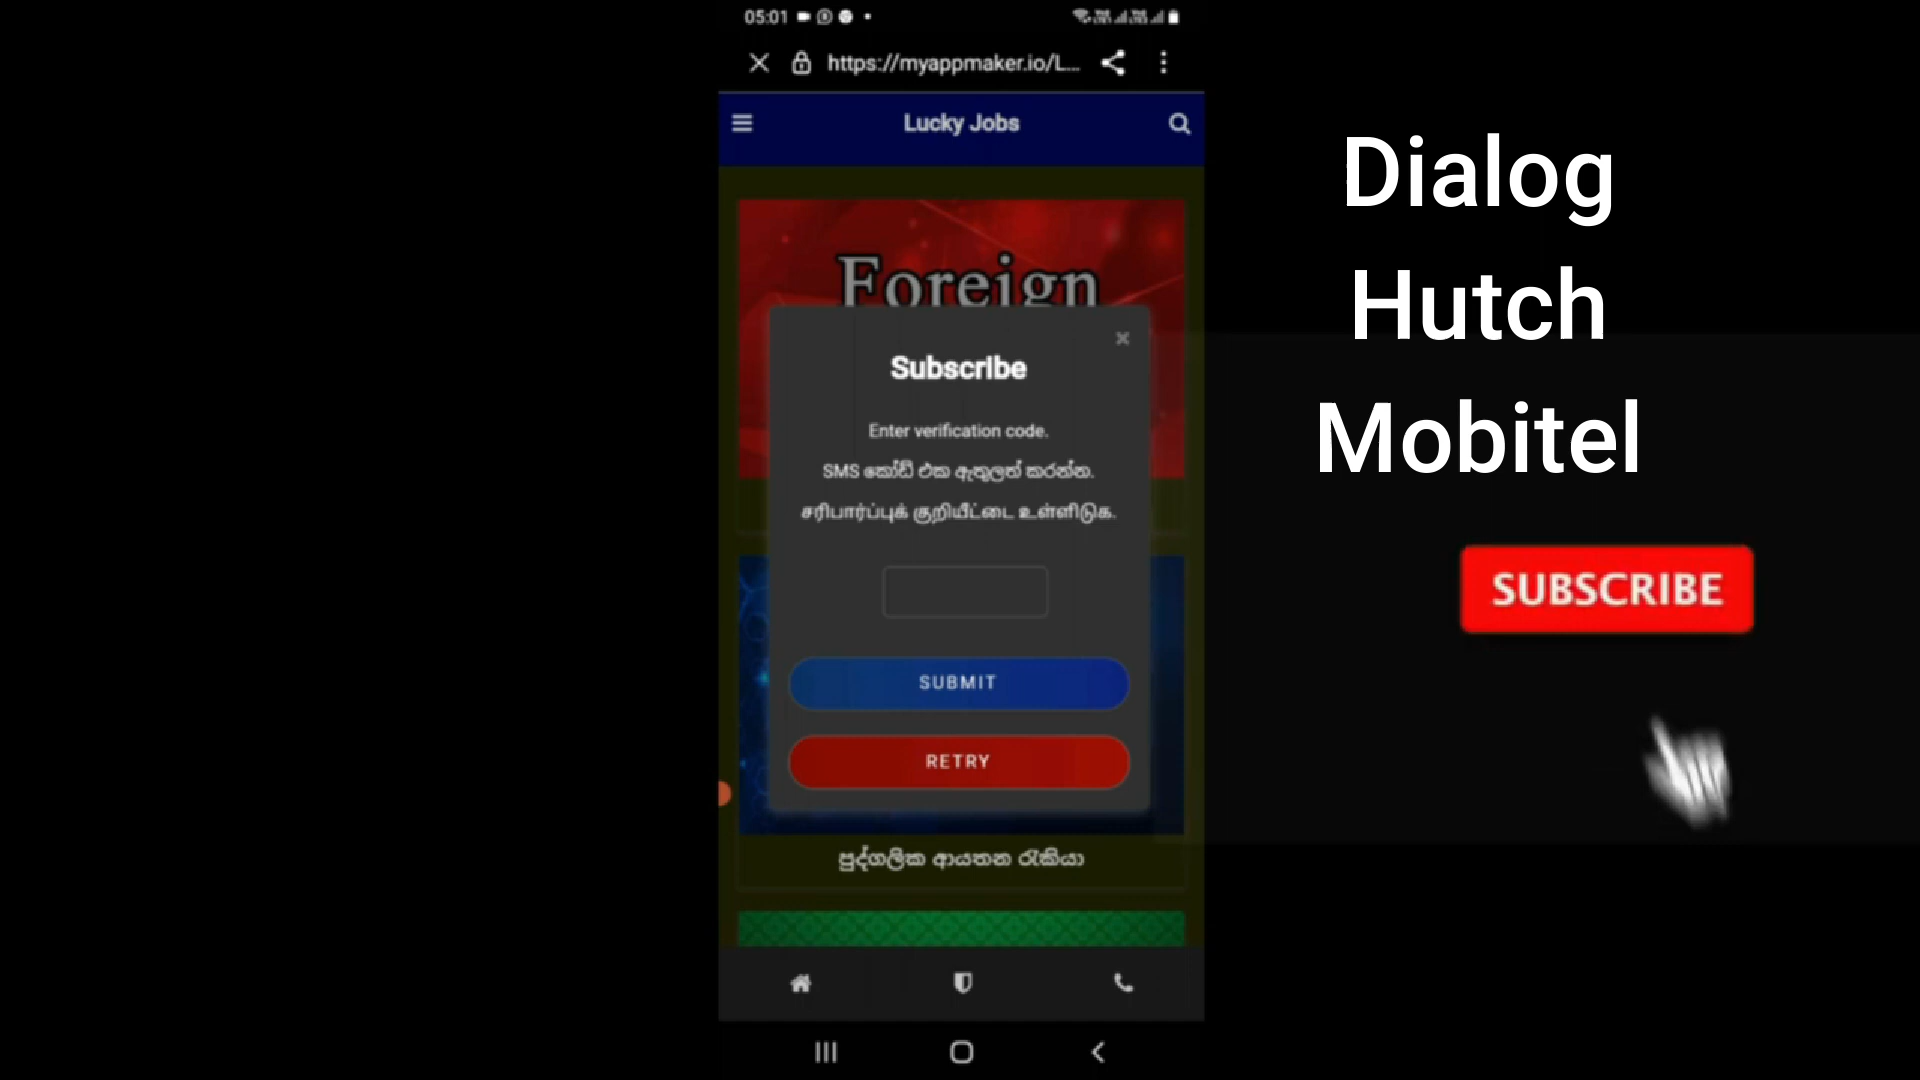 05:01
https://myappmaker.io/L...
Lucky Jobs
Foreign
Subscribe
Enter verification code.
SMS කෝඩ් එක ඇතුලත් කරන්න.
சரிபார்ப்புக் குறியீட்டை உள்ளிடுக.
SUBMIT
RETRY
පුද්ගලික ආයතන රැකියා
Dialog
Hutch
Mobitel
SUBSCRIBE